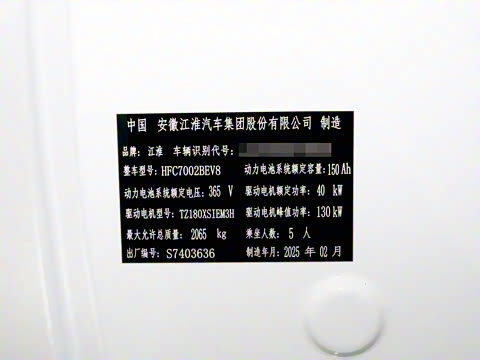 中国 安徽江淮汽车集团股份有限公司 制造
品牌: 江淮 车辆识别代号:
整车型号: HFC7002BEV8 动力电池系统额定容量: 150 Ah
动力电池系统额定电压: 365 V 驱动电机额定功率: 40 kW
驱动电机型号: TZ180XSIEM3H 驱动电机峰值功率: 130 kW
最大允许总质量: 2065 kg 乘坐人数: 5 人
出厂编号: S7403636 制造年月: 2025 年 02 月